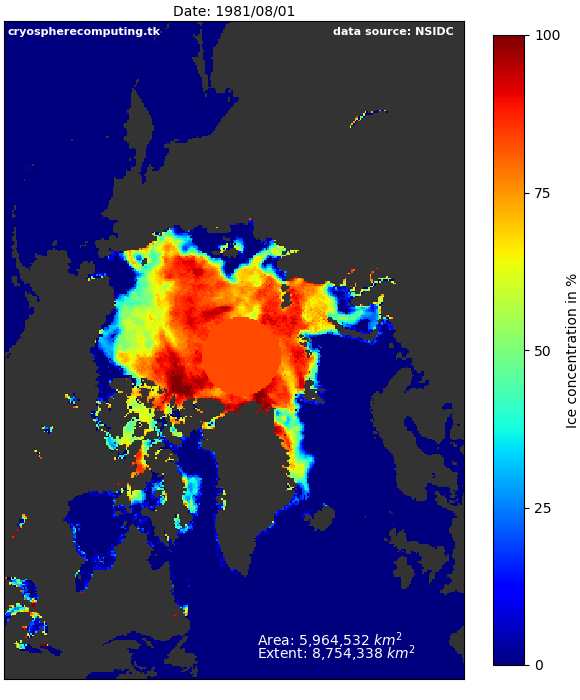 Date: 1981/08/01
cryospherecomputing.tk data source: NSIDC
100
75
50
25
0
Ice concentration in %
Area: 5,964,532 km²
Extent: 8,754,338 km²